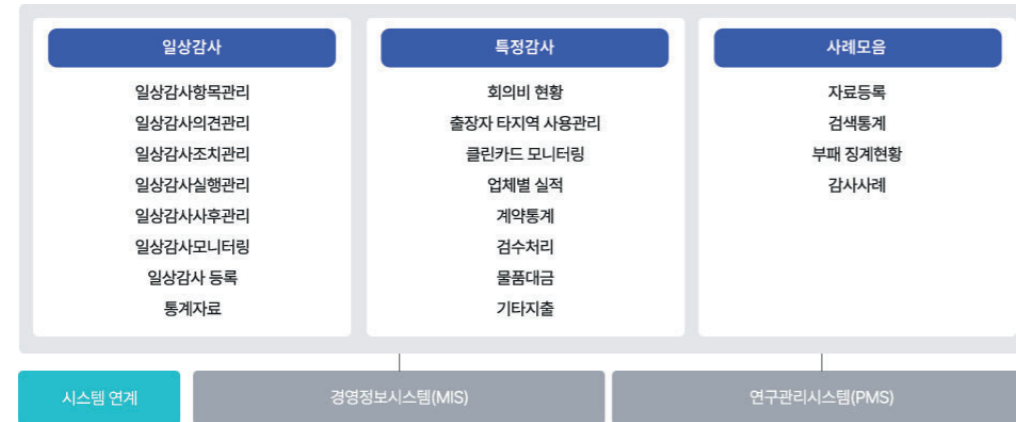 일상감사
일상감사항목관리
일상감사의견관리
일상감사조치관리
일상감사실행관리
일상감사사후관리
일상감사모니터링
일상감사 등록
통계자료
특정감사
회의비 현황
출장자 타지역 사용관리
클린카드 모니터링
업체별 실적
계약통계
검수처리
물품대금
기타지출
사례모음
자료등록
검색통계
부패 징계현황
감사사례
시스템 연계
경영정보시스템(MIS)
연구관리시스템(PMS)